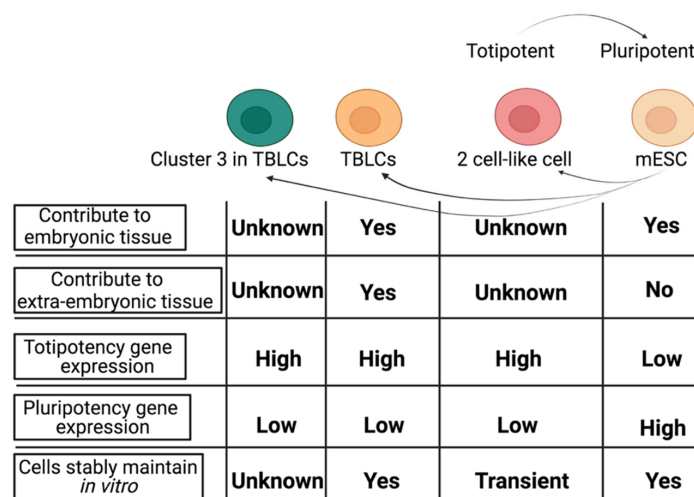 Totipotent Pluripotent
Cluster 3 in TBLCs TBLCs 2 cell-like cell mESC
Contribute to
embryonic tissue
Unknown Yes Unknown Yes
Contribute to
extra-embryonic tissue
Unknown Yes Unknown No
Totipotency gene
expression
High High High Low
Pluripotency gene
expression
Low Low Low High
Cells stably maintain
in vitro
Unknown Yes Transient Yes